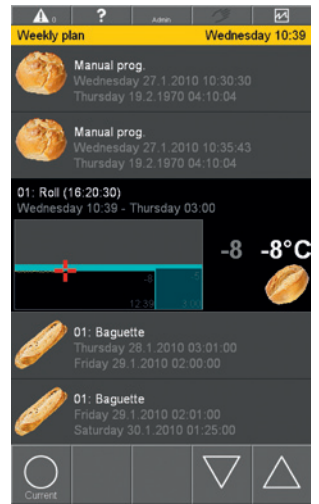 0
?
Admin
Weekly plan Wednesday 10:39
Manual prog.
Wednesday 27.1.2010 10:30:30
Thursday 19.2.1970 04:10:04
Manual prog.
Wednesday 27.1.2010 10:35:43
Thursday 19.2.1970 04:10:04
01: Roll (16:20:30)
Wednesday 10:39 - Thursday 03:00
-8 -8°C
-8
12:39 3:00
01: Baguette
Thursday 28.1.2010 03:01:00
Friday 29.1.2010 02:00:00
01: Baguette
Friday 29.1.2010 02:01:00
Saturday 30.1.2010 01:25:00
Current